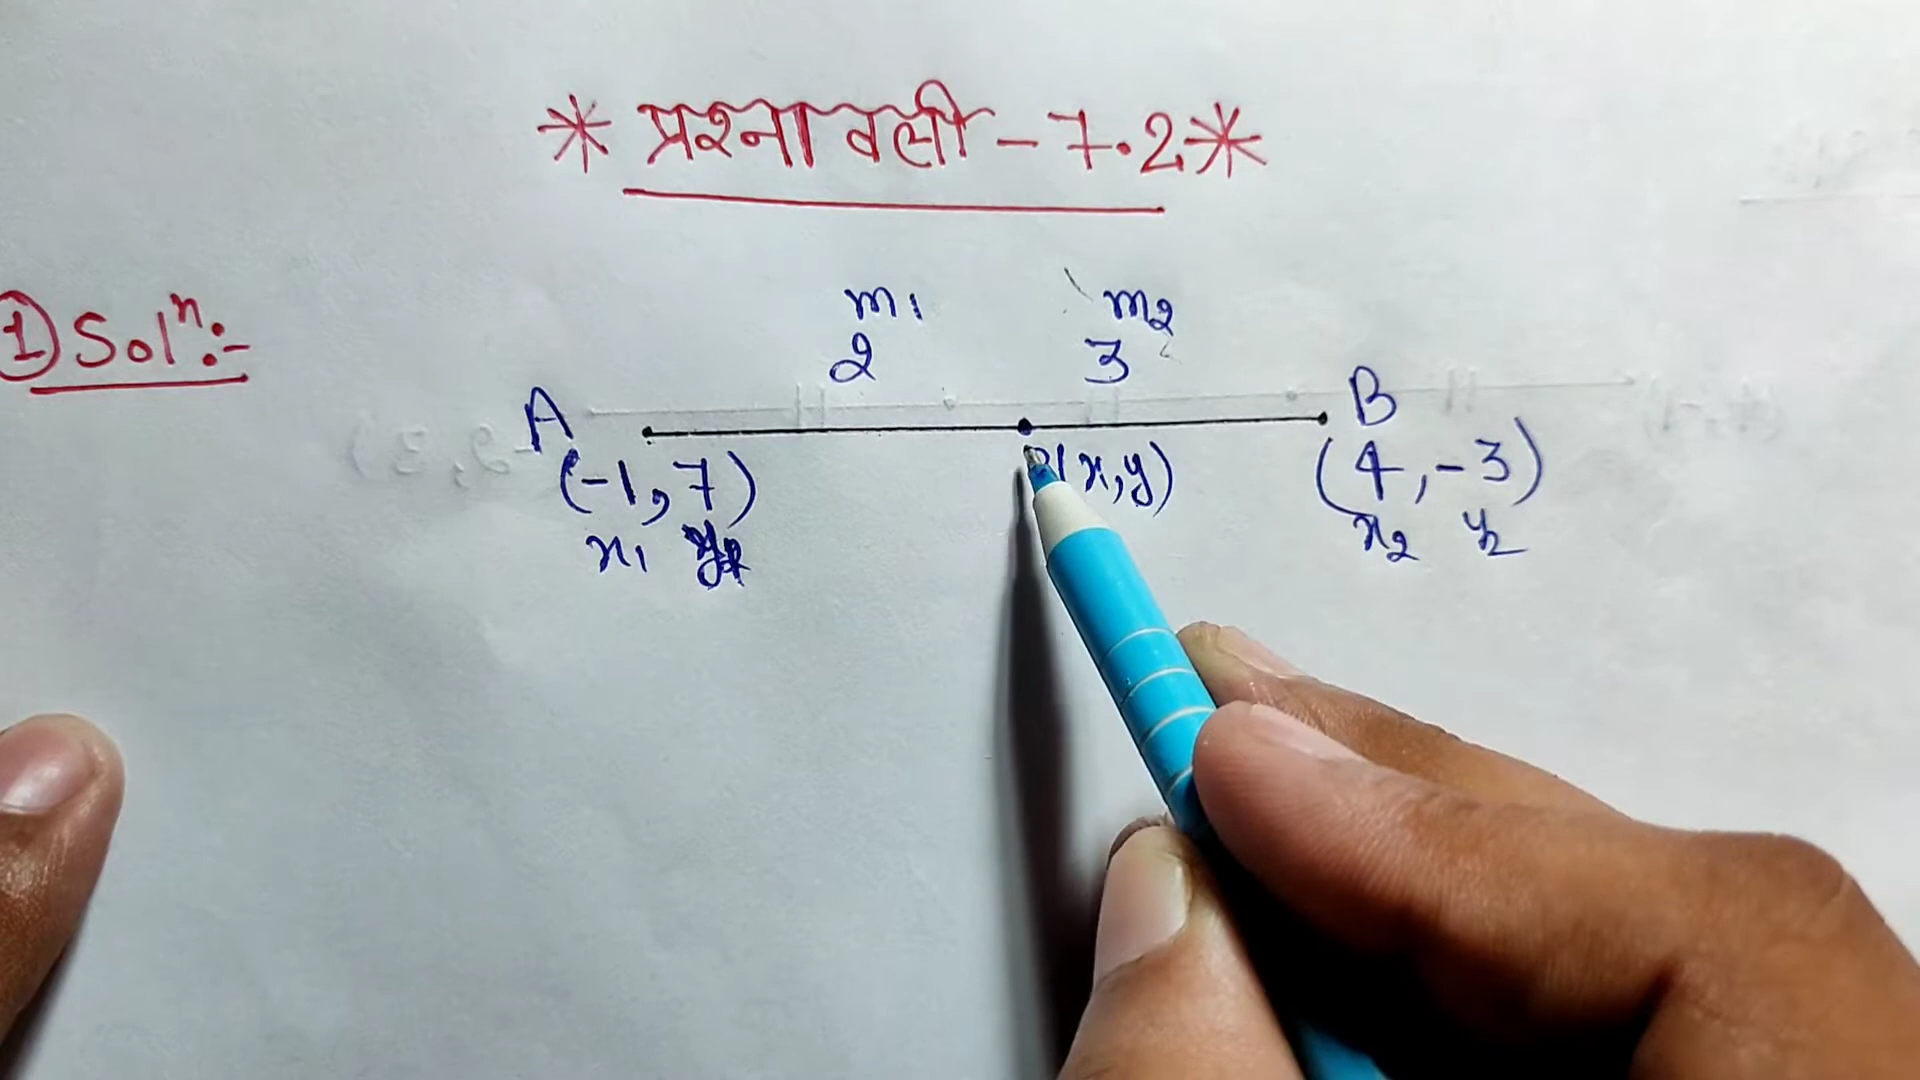 * प्रश्नावली - 7.2 *
① Solⁿ:-
m₁ m₂
2 3
A B
(-1, 7) (x, y) (4, -3)
x₁ y₁ x₂ y₂